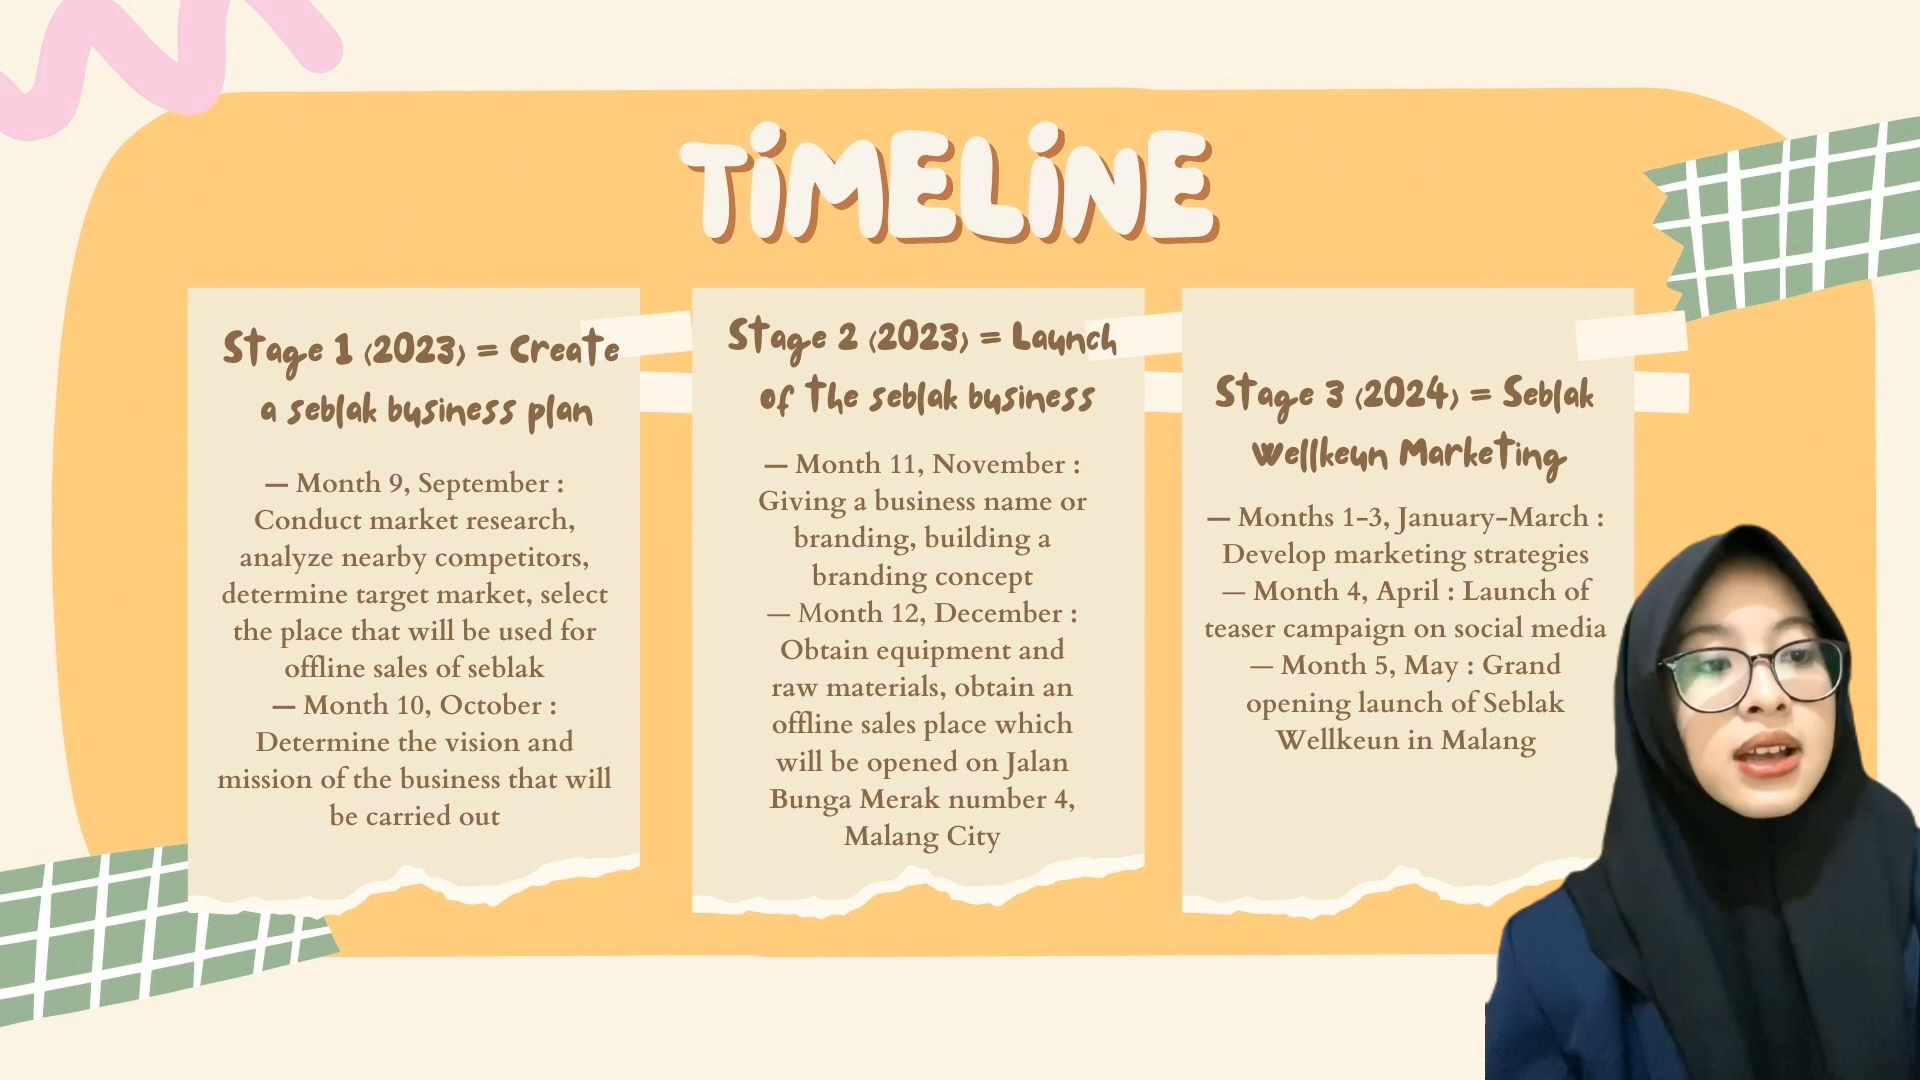 TiMELiNE
Stage 1 (2023) = Create
a seblak business plan
— Month 9, September :
Conduct market research,
analyze nearby competitors,
determine target market, select
the place that will be used for
offline sales of seblak
— Month 10, October :
Determine the vision and
mission of the business that will
be carried out
Stage 2 (2023) = Launch
of the seblak business
— Month 11, November :
Giving a business name or
branding, building a
branding concept
— Month 12, December :
Obtain equipment and
raw materials, obtain an
offline sales place which
will be opened on Jalan
Bunga Merak number 4,
Malang City
Stage 3 (2024) = Seblak
Wellkeun Marketing
— Months 1-3, January-March :
Develop marketing strategies
— Month 4, April : Launch of
teaser campaign on social media
— Month 5, May : Grand
opening launch of Seblak
Wellkeun in Malang